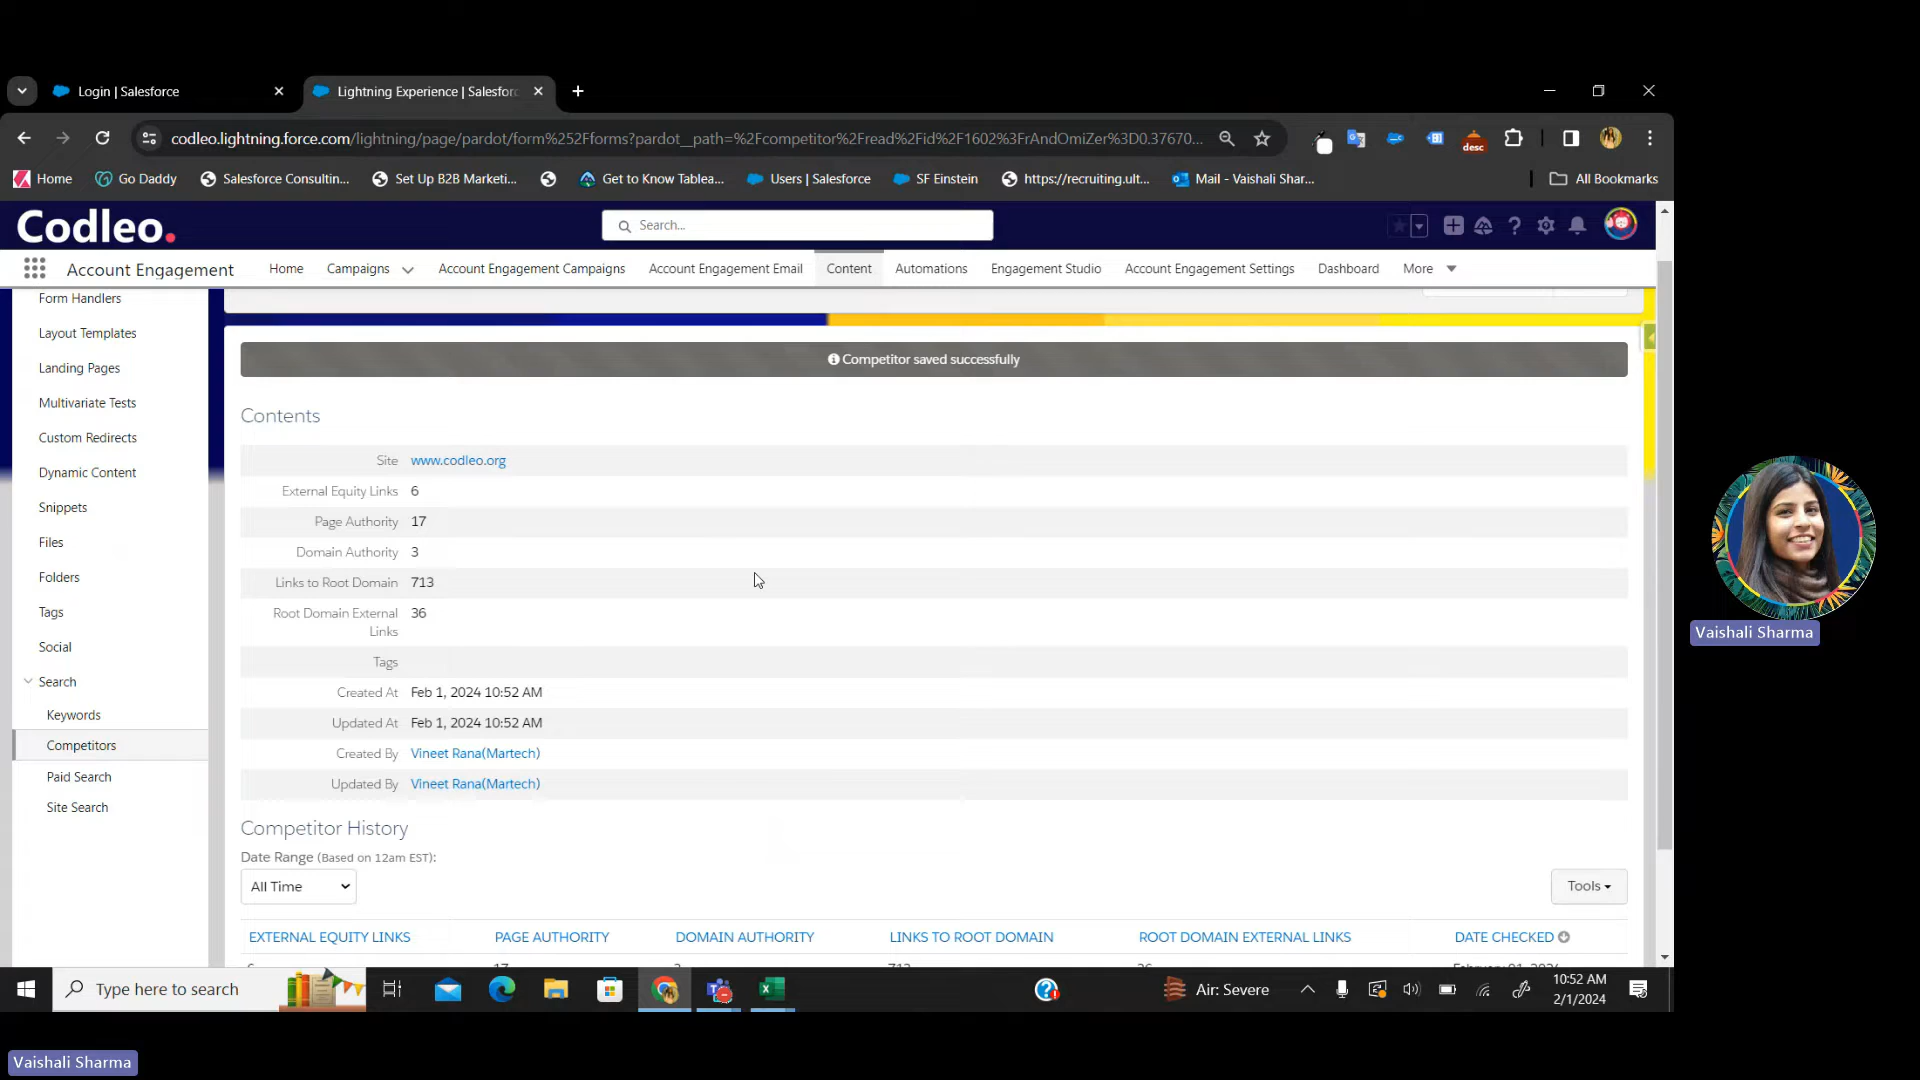 Login | Salesforce
Lightning Experience | Salesforc
codleo.lightning.force.com/lightning/page/pardot/form%252Fforms?pardot__path=%2Fcompetitor%2Fread%2Fid%2F1602%3FrAndOmiZer%3D0.37670...
desc
Home
Go Daddy
Salesforce Consultin...
Set Up B2B Marketi...
Get to Know Tablea...
Users | Salesforce
SF Einstein
https://recruiting.ult...
Mail - Vaishali Shar...
All Bookmarks
Codleo.
Search...
Account Engagement
Home
Campaigns
Account Engagement Campaigns
Account Engagement Email
Content
Automations
Engagement Studio
Account Engagement Settings
Dashboard
More
Form Handlers
Layout Templates
Landing Pages
Multivariate Tests
Custom Redirects
Dynamic Content
Snippets
Files
Folders
Tags
Social
Search
Keywords
Competitors
Paid Search
Site Search
Competitor saved successfully
Contents
Site www.codleo.org
External Equity Links 6
Page Authority 17
Domain Authority 3
Links to Root Domain 713
Root Domain External 36
Links
Tags
Created At Feb 1, 2024 10:52 AM
Updated At Feb 1, 2024 10:52 AM
Created By Vineet Rana(Martech)
Updated By Vineet Rana(Martech)
Competitor History
Date Range (Based on 12am EST):
All Time
Tools
EXTERNAL EQUITY LINKS
PAGE AUTHORITY
DOMAIN AUTHORITY
LINKS TO ROOT DOMAIN
ROOT DOMAIN EXTERNAL LINKS
DATE CHECKED
Vaishali Sharma
Type here to search
Air: Severe
10:52 AM
2/1/2024
Vaishali Sharma